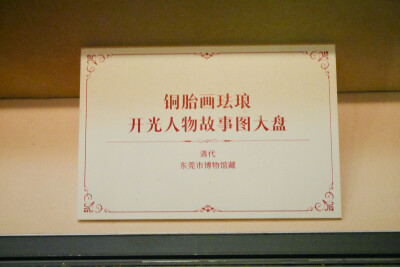 铜胎画珐琅
开光人物故事图大盘
清代
东莞市博物馆藏